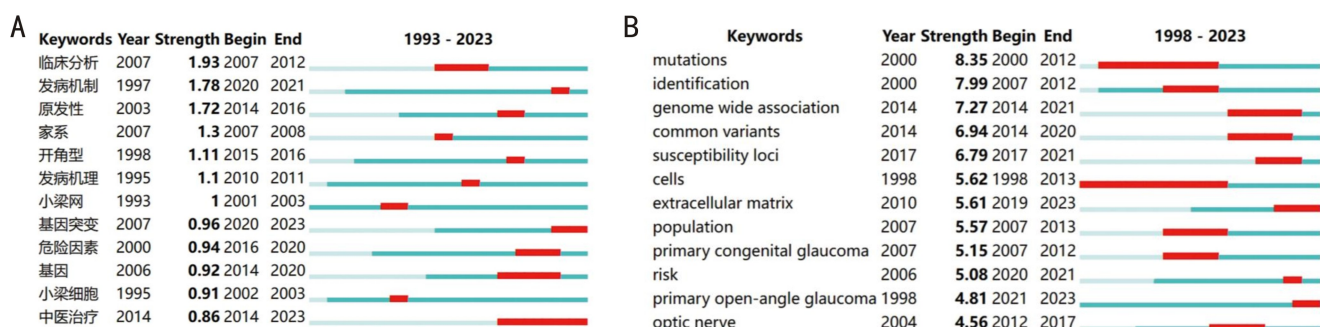 A
Keywords Year Strength Begin End 1993 - 2023
临床分析 2007 1.93 2007 2012
发病机制 1997 1.78 2020 2021
原发性 2003 1.72 2014 2016
家系 2007 1.3 2007 2008
开角型 1998 1.11 2015 2016
发病机理 1995 1.1 2010 2011
小梁网 1993 1 2001 2003
基因突变 2007 0.96 2020 2023
危险因素 2000 0.94 2016 2020
基因 2006 0.92 2014 2020
小梁细胞 1995 0.91 2002 2003
中医治疗 2014 0.86 2014 2023
B
Keywords Year Strength Begin End 1998 - 2023
mutations 2000 8.35 2000 2012
identification 2000 7.99 2007 2012
genome wide association 2014 7.27 2014 2021
common variants 2014 6.94 2014 2020
susceptibility loci 2017 6.79 2017 2021
cells 1998 5.62 1998 2013
extracellular matrix 2010 5.61 2019 2023
population 2007 5.57 2007 2013
primary congenital glaucoma 2007 5.15 2007 2012
risk 2006 5.08 2020 2021
primary open-angle glaucoma 1998 4.81 2021 2023
optic nerve 2004 4.56 2012 2017